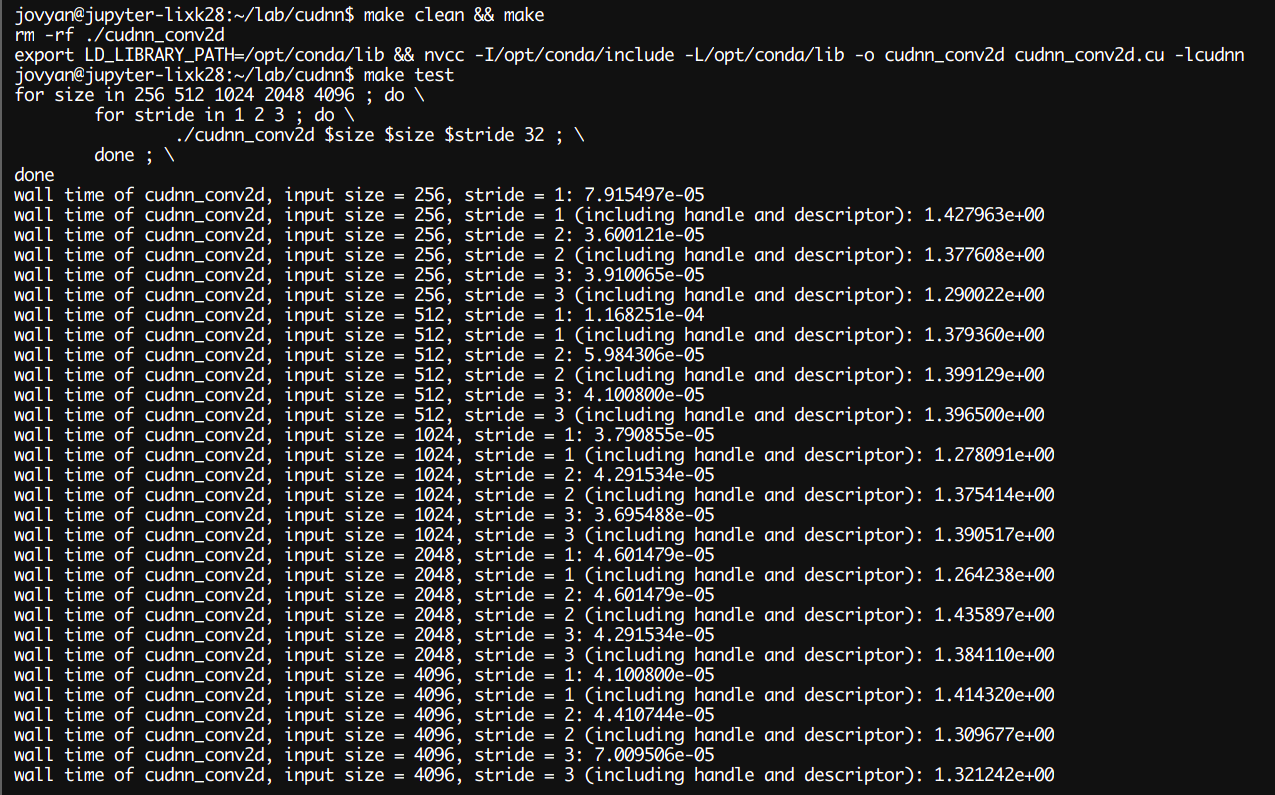 jovyan@jupyter-lixk28:~/lab/cudnn$ make clean && make
rm -rf ./cudnn_conv2d
export LD_LIBRARY_PATH=/opt/conda/lib && nvcc -I/opt/conda/include -L/opt/conda/lib -o cudnn_conv2d cudnn_conv2d.cu -lcudnn
jovyan@jupyter-lixk28:~/lab/cudnn$ make test
for size in 256 512 1024 2048 4096 ; do \
        for stride in 1 2 3 ; do \
                ./cudnn_conv2d $size $size $stride 32 ; \
        done ; \
done
wall time of cudnn_conv2d, input size = 256, stride = 1: 7.915497e-05
wall time of cudnn_conv2d, input size = 256, stride = 1 (including handle and descriptor): 1.427963e+00
wall time of cudnn_conv2d, input size = 256, stride = 2: 3.600121e-05
wall time of cudnn_conv2d, input size = 256, stride = 2 (including handle and descriptor): 1.377608e+00
wall time of cudnn_conv2d, input size = 256, stride = 3: 3.910065e-05
wall time of cudnn_conv2d, input size = 256, stride = 3 (including handle and descriptor): 1.290022e+00
wall time of cudnn_conv2d, input size = 512, stride = 1: 1.168251e-04
wall time of cudnn_conv2d, input size = 512, stride = 1 (including handle and descriptor): 1.379360e+00
wall time of cudnn_conv2d, input size = 512, stride = 2: 5.984306e-05
wall time of cudnn_conv2d, input size = 512, stride = 2 (including handle and descriptor): 1.399129e+00
wall time of cudnn_conv2d, input size = 512, stride = 3: 4.100800e-05
wall time of cudnn_conv2d, input size = 512, stride = 3 (including handle and descriptor): 1.396500e+00
wall time of cudnn_conv2d, input size = 1024, stride = 1: 3.790855e-05
wall time of cudnn_conv2d, input size = 1024, stride = 1 (including handle and descriptor): 1.278091e+00
wall time of cudnn_conv2d, input size = 1024, stride = 2: 4.291534e-05
wall time of cudnn_conv2d, input size = 1024, stride = 2 (including handle and descriptor): 1.375414e+00
wall time of cudnn_conv2d, input size = 1024, stride = 3: 3.695488e-05
wall time of cudnn_conv2d, input size = 1024, stride = 3 (including handle and descriptor): 1.390517e+00
wall time of cudnn_conv2d, input size = 2048, stride = 1: 4.601479e-05
wall time of cudnn_conv2d, input size = 2048, stride = 1 (including handle and descriptor): 1.264238e+00
wall time of cudnn_conv2d, input size = 2048, stride = 2: 4.601479e-05
wall time of cudnn_conv2d, input size = 2048, stride = 2 (including handle and descriptor): 1.435897e+00
wall time of cudnn_conv2d, input size = 2048, stride = 3: 4.291534e-05
wall time of cudnn_conv2d, input size = 2048, stride = 3 (including handle and descriptor): 1.384110e+00
wall time of cudnn_conv2d, input size = 4096, stride = 1: 4.100800e-05
wall time of cudnn_conv2d, input size = 4096, stride = 1 (including handle and descriptor): 1.414320e+00
wall time of cudnn_conv2d, input size = 4096, stride = 2: 4.410744e-05
wall time of cudnn_conv2d, input size = 4096, stride = 2 (including handle and descriptor): 1.309677e+00
wall time of cudnn_conv2d, input size = 4096, stride = 3: 7.009506e-05
wall time of cudnn_conv2d, input size = 4096, stride = 3 (including handle and descriptor): 1.321242e+00